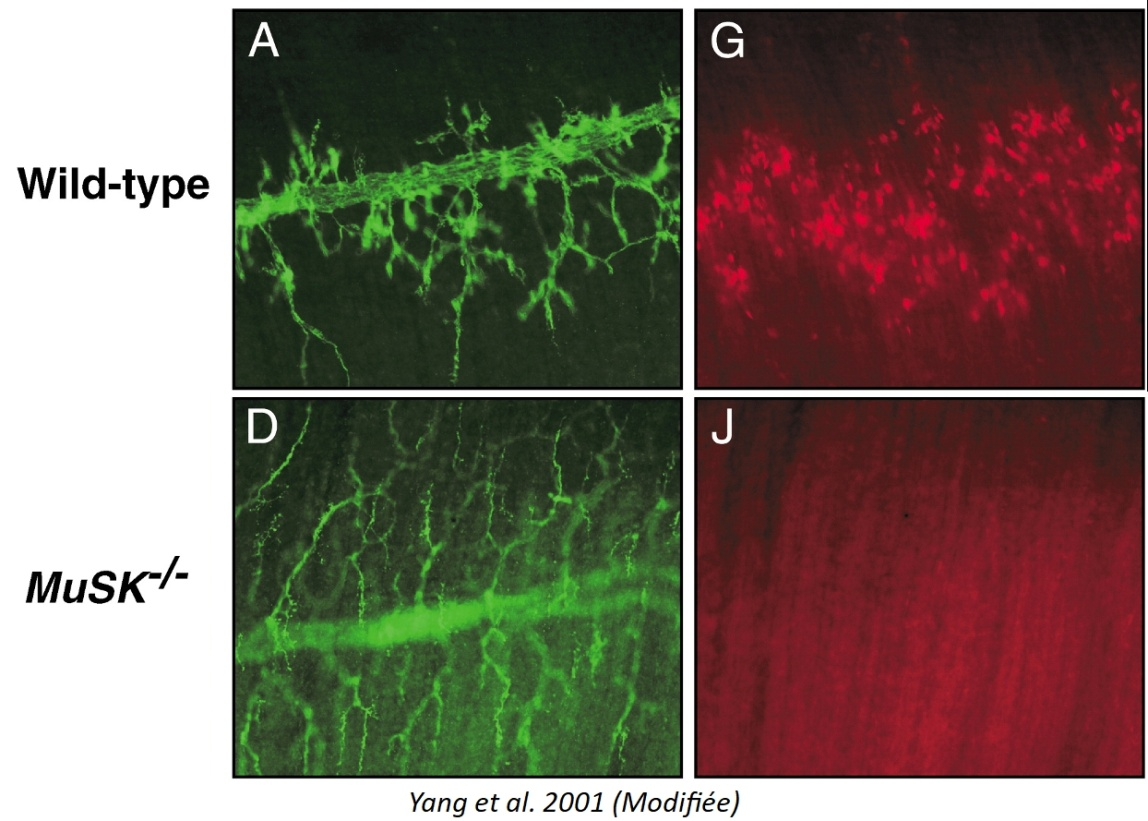 A
G
Wild-type
D
J
MuSK-/-
Yang et al. 2001 (Modifiée)